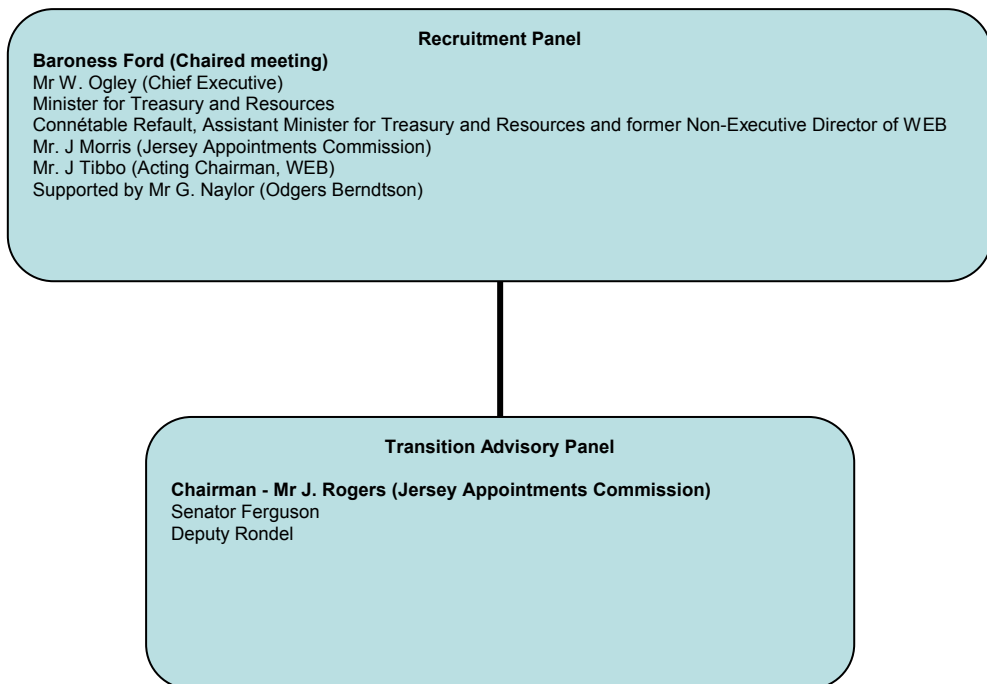 Recruitment Panel
Baroness Ford (Chaired meeting)
Mr W. Ogley (Chief Executive)
Minister for Treasury and Resources
Connétable Refault, Assistant Minister for Treasury and Resources and former Non-Executive Director of WEB
Mr. J Morris (Jersey Appointments Commission)
Mr. J Tibbo (Acting Chairman, WEB)
Supported by Mr G. Naylor (Odgers Berndtson)
Transition Advisory Panel
Chairman - Mr J. Rogers (Jersey Appointments Commission)
Senator Ferguson
Deputy Rondel